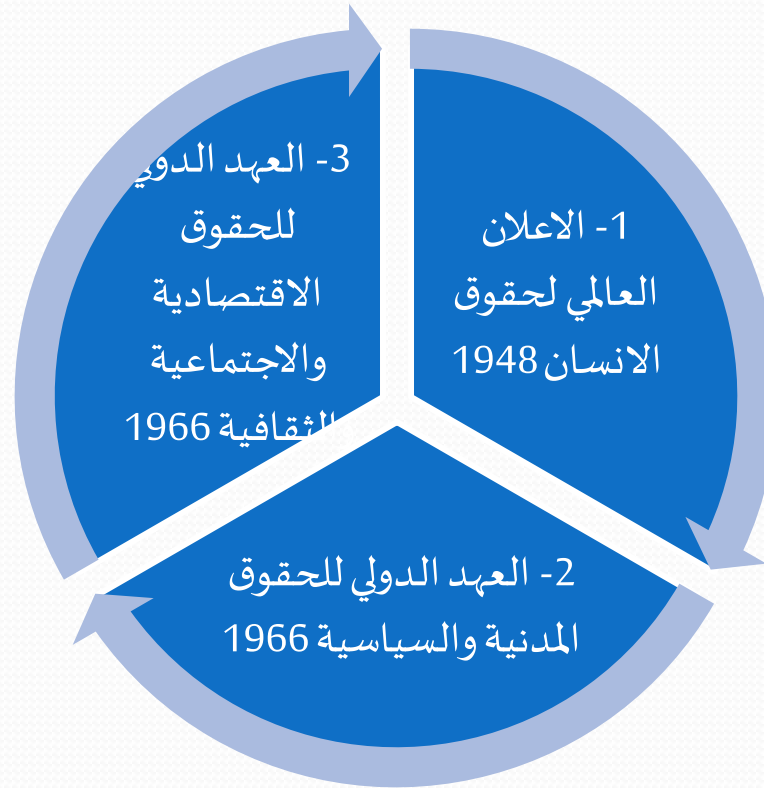 1- الاعلان
العالمي لحقوق
الانسان 1948
2- العهد الدولي للحقوق
المدنية والسياسية 1966
3- العهد الدولي
للحقوق
الاقتصادية
والاجتماعية
الثقافية 1966